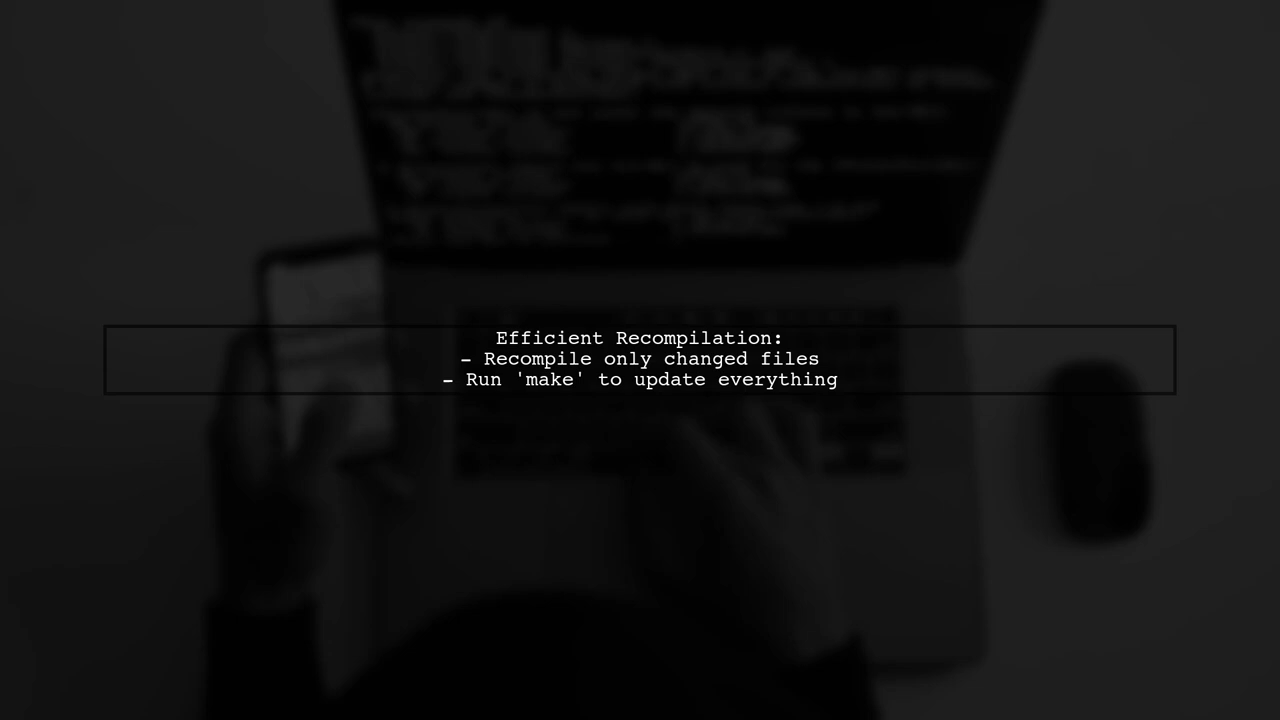 Efficient Recompilation:
– Recompile only changed files
– Run 'make' to update everything